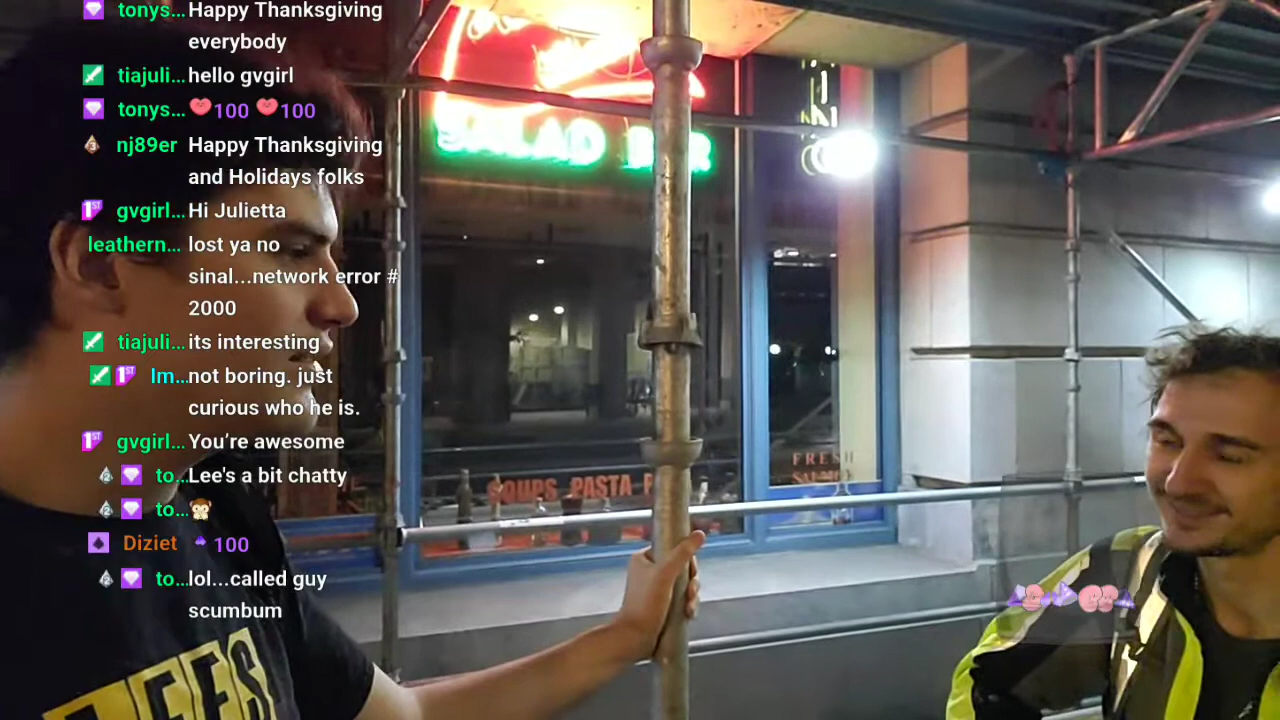 tonys... Happy Thanksgiving
everybody
tiajuli... hello gvgirl
tonys... 100 100
nj89er Happy Thanksgiving
and Holidays folks
gvgirl... Hi Julietta
leathern... lost ya no
sinal...network error #
2000
tiajuli... its interesting
Im... not boring. just
curious who he is.
gvgirl... You're awesome
to... Lee's a bit chatty
to...
Diziet 100
to... lol...called guy
scumbum
SALAD BAR
FRESH
SALMON
SOUPS PASTA